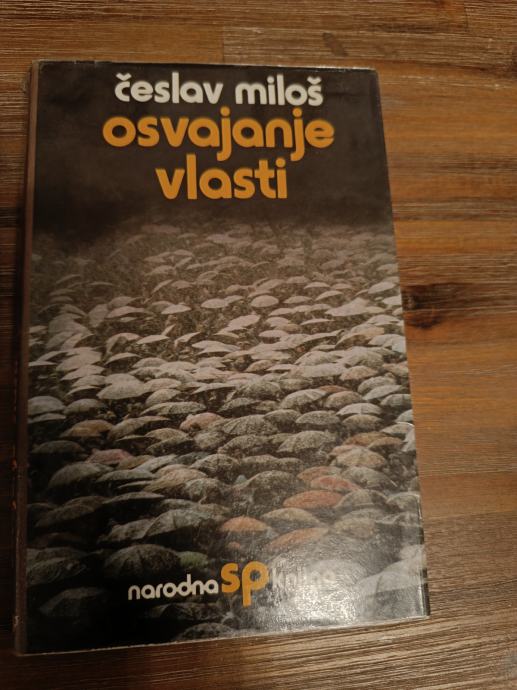 česlav miloš
osvajanje
vlasti
narodna sp knjiga